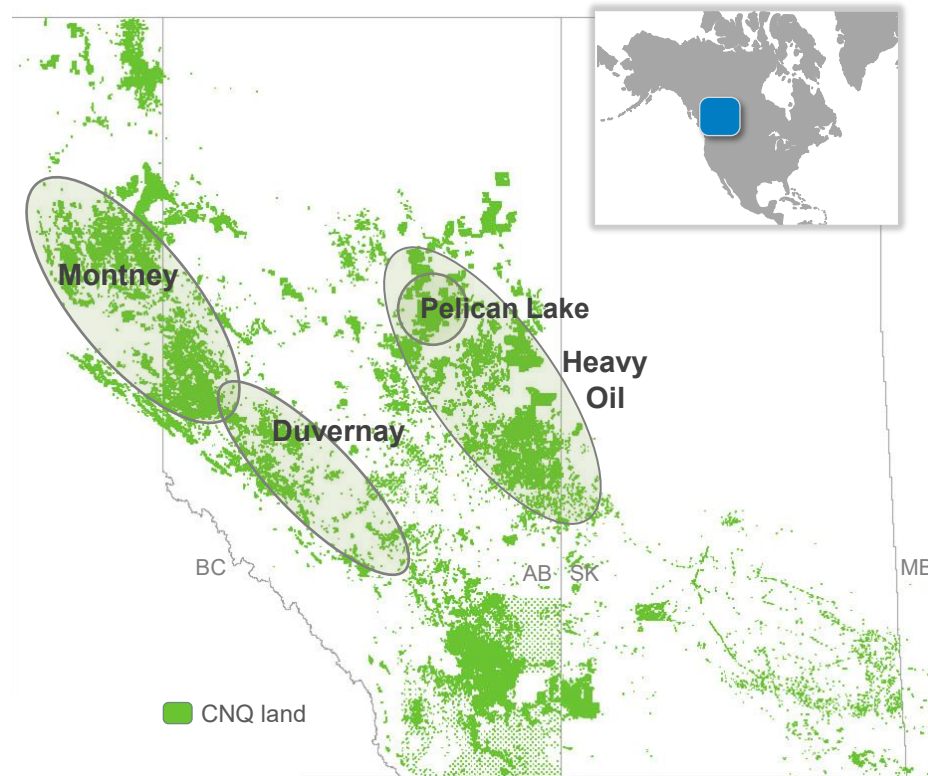 Montney
Pelican Lake
Heavy
Oil
Duvernay
BC
AB
SK
MB
CNQ land